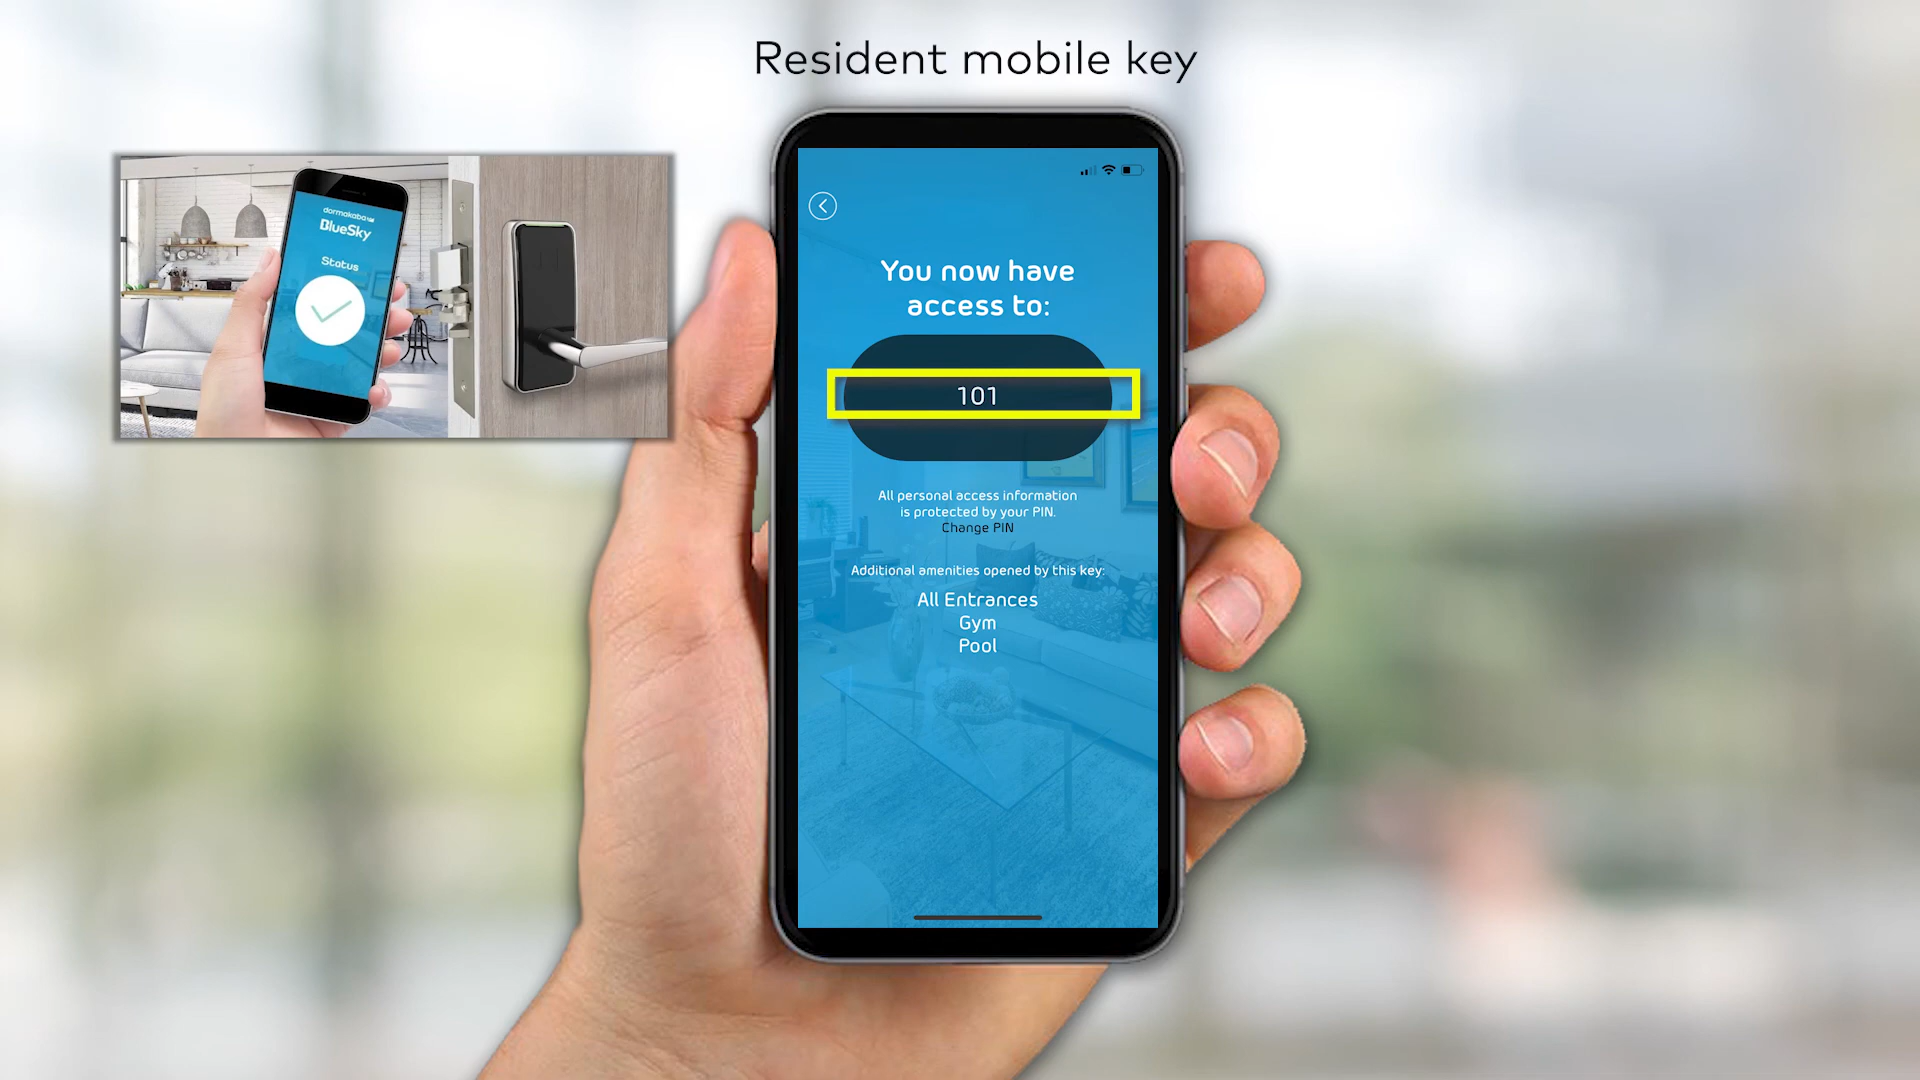 Resident mobile key
dormakaba
BlueSky
Status
You now have
access to:
101
All personal access information
is protected by your PIN.
Change PIN
Additional amenities opened by this key:
All Entrances
Gym
Pool